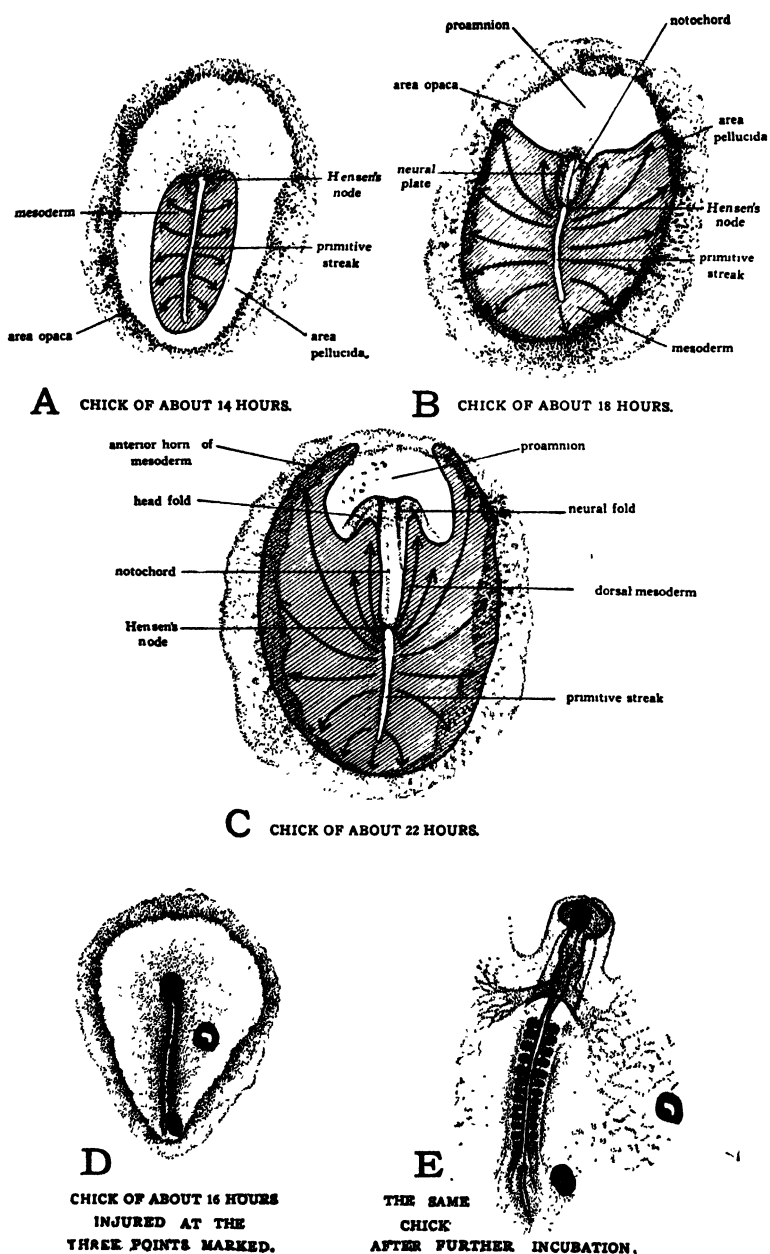 Hensen's
node
mesoderm
primitive
streak
area opaca
area
pellucida.
A CHICK OF ABOUT 14 HOURS.
proamnion
notochord
area opaca
area
pellucida
neural
plate
Hensen's
node
primitive
streak
mesoderm
B CHICK OF ABOUT 18 HOURS.
anterior horn of
mesoderm
proamnion
head fold
neural fold
notochord
dorsal mesoderm
Hensen's
node
primitive streak
C CHICK OF ABOUT 22 HOURS.
D
CHICK OF ABOUT 16 HOURS
INJURED AT THE
THREE POINTS MARKED.
E
THE SAME
CHICK
AFTER FURTHER INCUBATION.